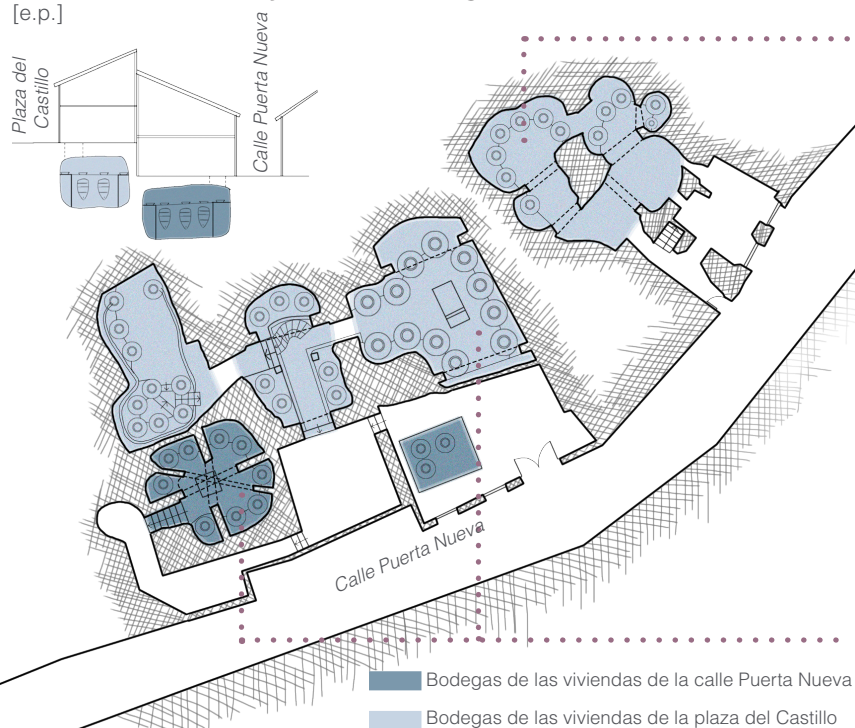 [e.p.]
Plaza del
Castillo
Calle Puerta Nueva
Calle Puerta Nueva
Bodegas de las viviendas de la calle Puerta Nueva
Bodegas de las viviendas de la plaza del Castillo